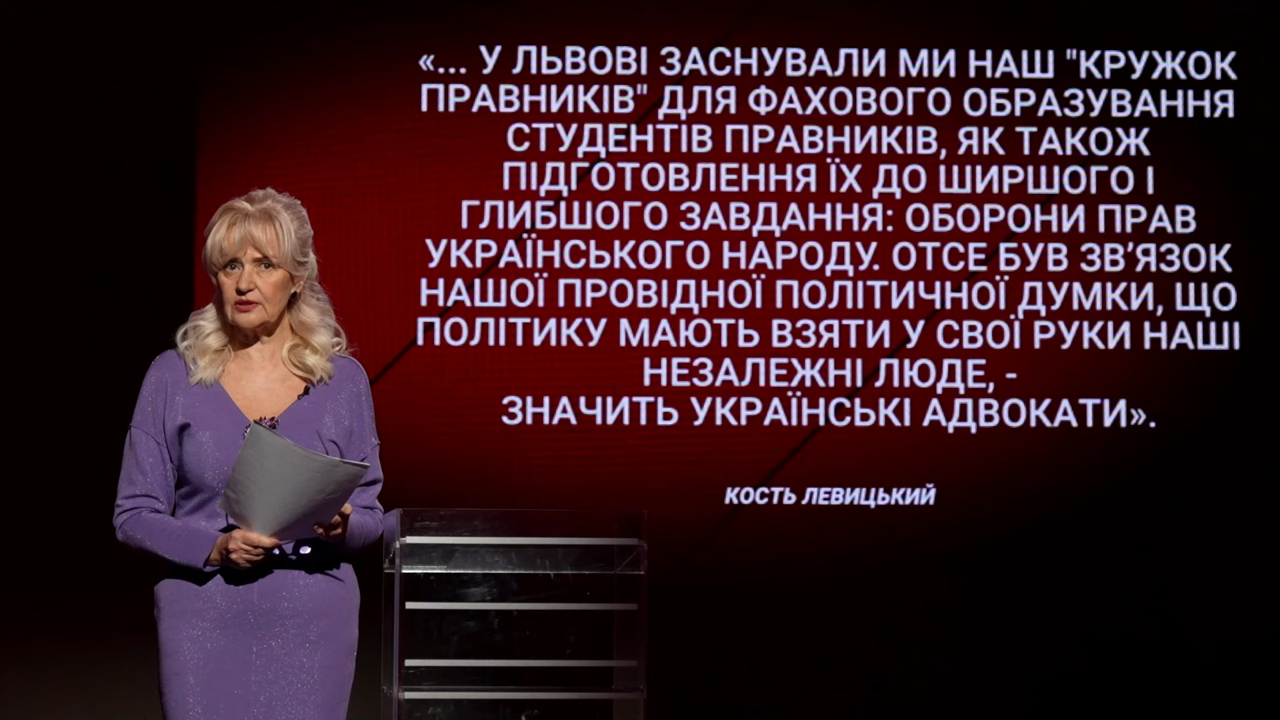 «... У ЛЬВОВІ ЗАСНУВАЛИ МИ НАШ "КРУЖОК
ПРАВНИКІВ" ДЛЯ ФАХОВОГО ОБРАЗУВАННЯ
СТУДЕНТІВ ПРАВНИКІВ, ЯК ТАКОЖ
ПІДГОТОВЛЕННЯ ЇХ ДО ШИРШОГО І
ГЛИБШОГО ЗАВДАННЯ: ОБОРОНИ ПРАВ
УКРАЇНСЬКОГО НАРОДУ. ОТСЕ БУВ ЗВ’ЯЗОК
НАШОЇ ПРОВІДНОЇ ПОЛІТИЧНОЇ ДУМКИ, ЩО
ПОЛІТИКУ МАЮТЬ ВЗЯТИ У СВОЇ РУКИ НАШІ
НЕЗАЛЕЖНІ ЛЮДЕ, -
ЗНАЧИТЬ УКРАЇНСЬКІ АДВОКАТИ».
КОСТЬ ЛЕВИЦЬКИЙ